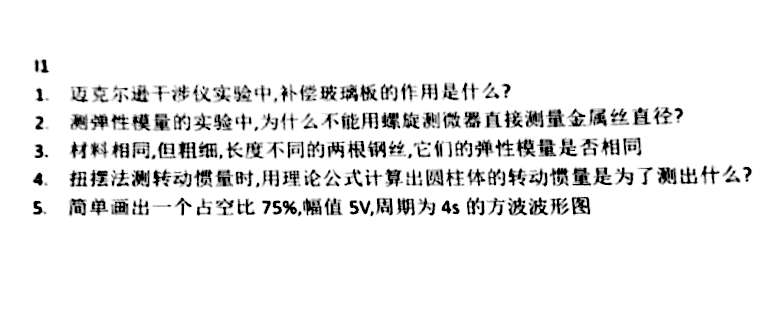 I1
1. 迈克尔逊干涉仪实验中,补偿玻璃板的作用是什么?
2. 测弹性模量的实验中,为什么不能用螺旋测微器直接测量金属丝直径?
3. 材料相同,但粗细,长度不同的两根钢丝,它们的弹性模量是否相同
4. 扭摆法测转动惯量时,用理论公式计算出圆柱体的转动惯量是为了测出什么?
5. 简单画出一个占空比 75%,幅值 5V,周期为 4s 的方波波形图